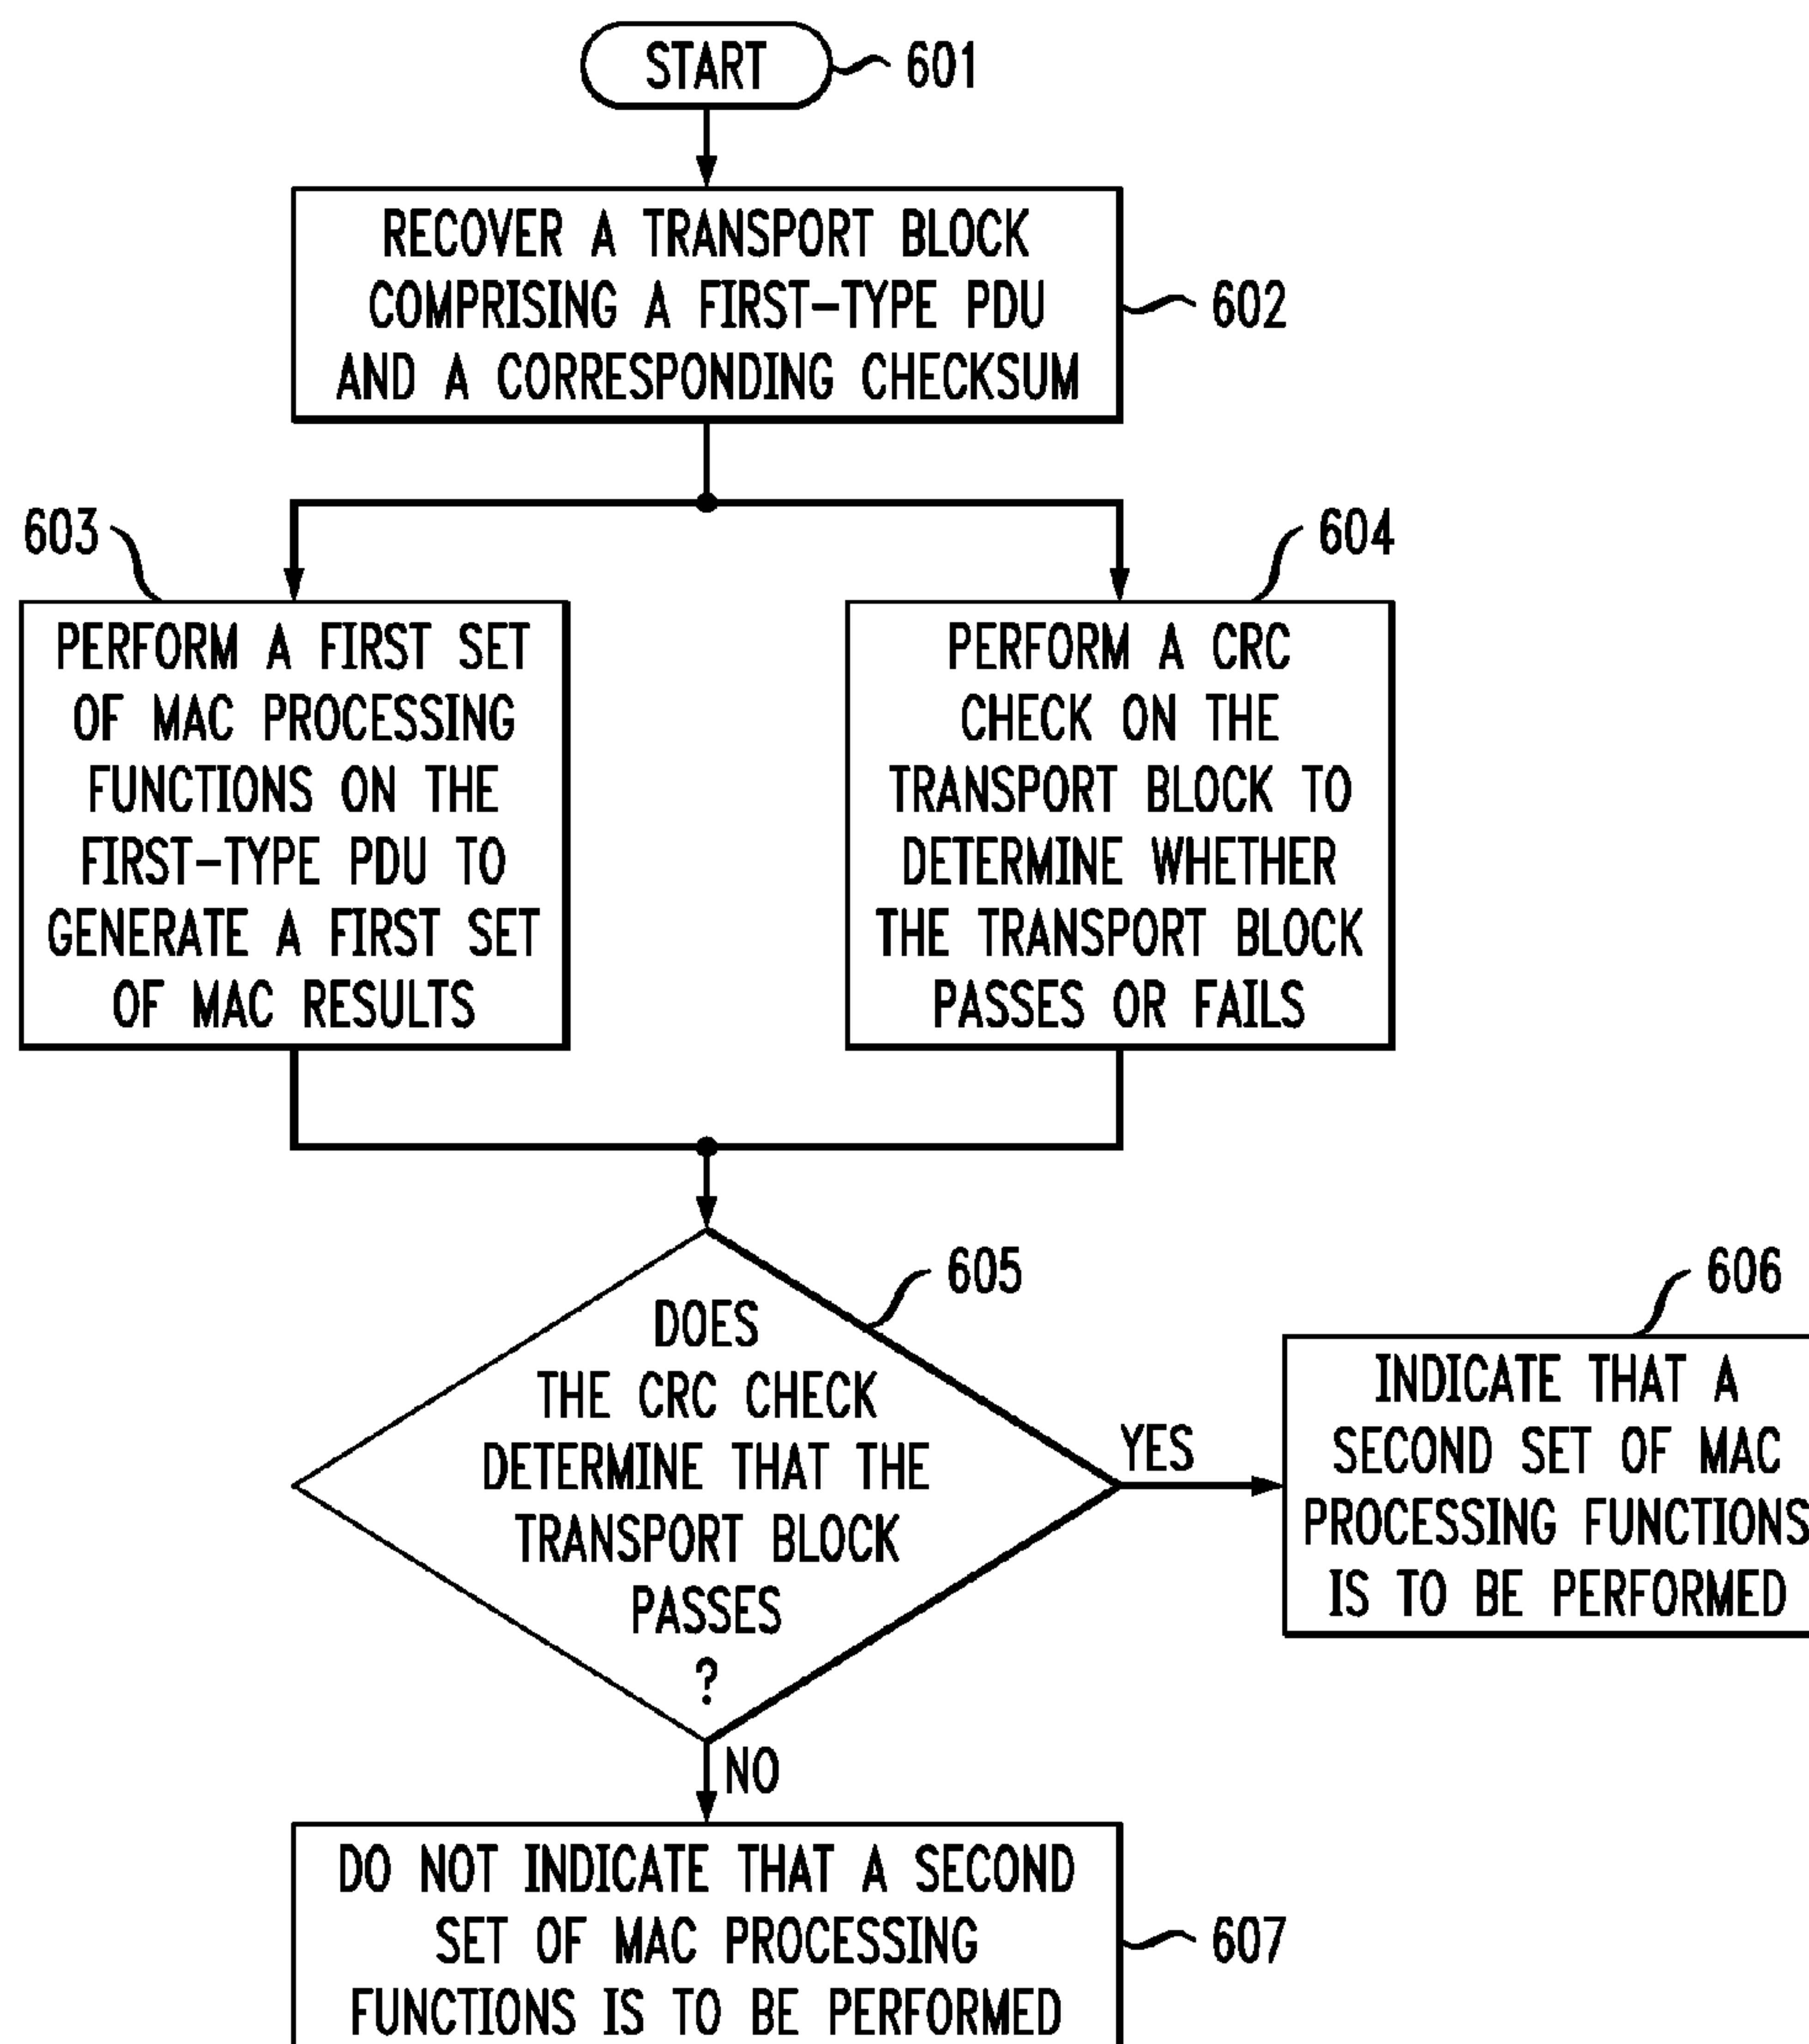 START
601
RECOVER A TRANSPORT BLOCK
COMPRISING A FIRST-TYPE PDU
AND A CORRESPONDING CHECKSUM
602
603
PERFORM A FIRST SET
OF MAC PROCESSING
FUNCTIONS ON THE
FIRST-TYPE PDU TO
GENERATE A FIRST SET
OF MAC RESULTS
604
PERFORM A CRC
CHECK ON THE
TRANSPORT BLOCK TO
DETERMINE WHETHER
THE TRANSPORT BLOCK
PASSES OR FAILS
605
DOES
THE CRC CHECK
DETERMINE THAT THE
TRANSPORT BLOCK
PASSES
?
YES
606
INDICATE THAT A
SECOND SET OF MAC
PROCESSING FUNCTIONS
IS TO BE PERFORMED
NO
DO NOT INDICATE THAT A SECOND
SET OF MAC PROCESSING
FUNCTIONS IS TO BE PERFORMED
607